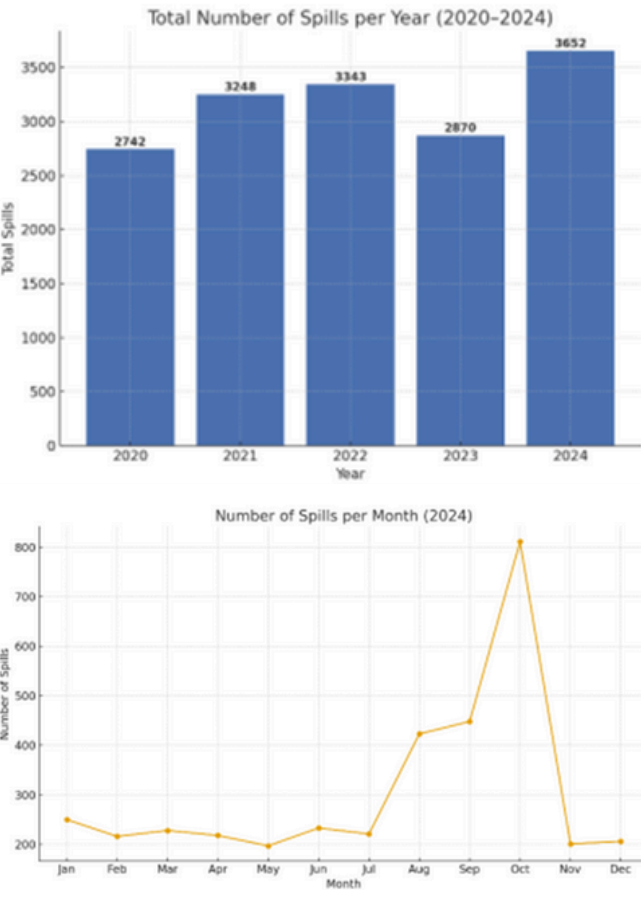 Total Number of Spills per Year (2020–2024)
3652
3500
3343
3248
3000
2870
2742
2500
2000
1500
1000
500
0
Total Spills
2020 2021 2022 2023 2024
Year
Number of Spills per Month (2024)
800
700
600
500
400
300
200
Number of Spills
Jan Feb Mar Apr May Jun Jul Aug Sep Oct Nov Dec
Month